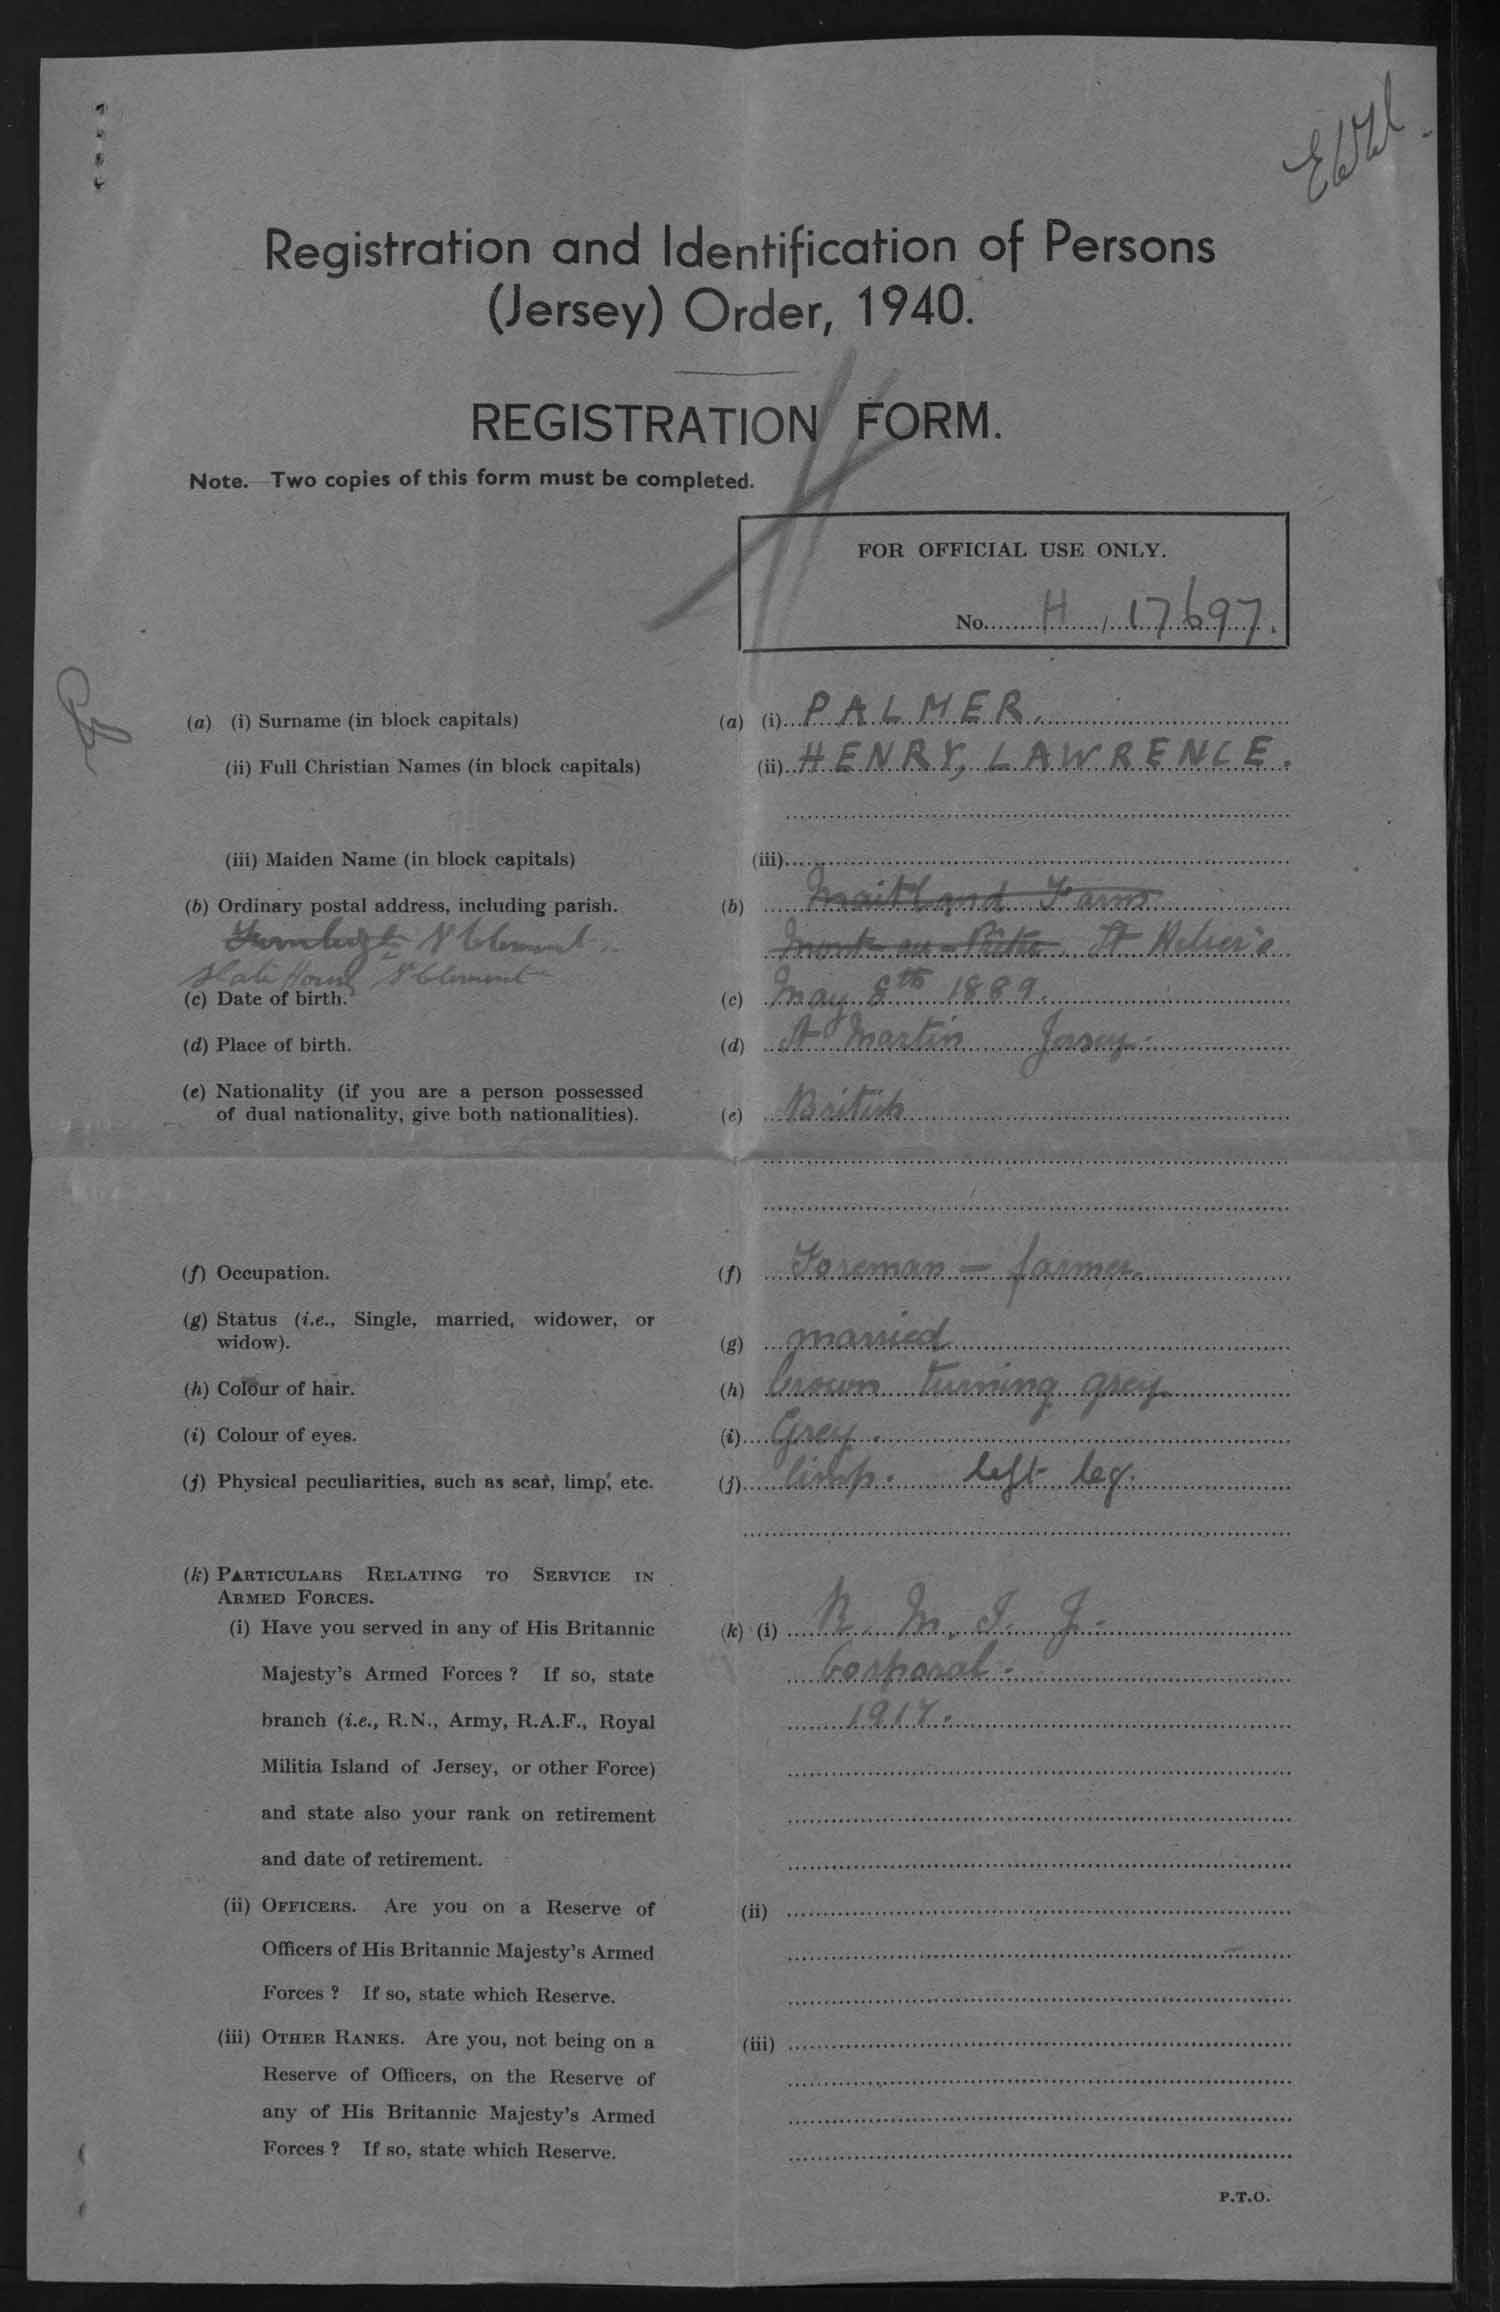 Registration and Identification of Persons
(Jersey) Order, 1940.
REGISTRATION FORM.
Note. Two copies of this form must be completed.
FOR OFFICIAL USE ONLY.
No. H / 17697.
(a) (i) Surname (in block capitals) (a) (i) PALMER.
(ii) Full Christian Names (in block capitals) (ii) HENRY, LAWRENCE.
(iii) Maiden Name (in block capitals) (iii)
(b) Ordinary postal address, including parish. (b) Maitland Farm
St Clement. Mont-au-Prêtre St Helier's
St Clement
(c) Date of birth. (c) May 8th 1889.
(d) Place of birth. (d) St Martin Jersey.
(e) Nationality (if you are a person possessed
of dual nationality, give both nationalities). (e) British
(f) Occupation. (f) Foreman - farmer.
(g) Status (i.e., Single, married, widower, or
widow). (g) married
(h) Colour of hair. (h) brown turning grey.
(i) Colour of eyes. (i) Grey.
(j) Physical peculiarities, such as scar, limp, etc. (j) limp. left leg.
(k) PARTICULARS RELATING TO SERVICE IN
ARMED FORCES.
(i) Have you served in any of His Britannic (k) (i) R. M. I. J.
Majesty's Armed Forces ? If so, state Corporal.
branch (i.e., R.N., Army, R.A.F., Royal 1917.
Militia Island of Jersey, or other Force)
and state also your rank on retirement
and date of retirement.
(ii) OFFICERS. Are you on a Reserve of (ii)
Officers of His Britannic Majesty's Armed
Forces ? If so, state which Reserve.
(iii) OTHER RANKS. Are you, not being on a (iii)
Reserve of Officers, on the Reserve of
any of His Britannic Majesty's Armed
Forces ? If so, state which Reserve.
P.T.O.